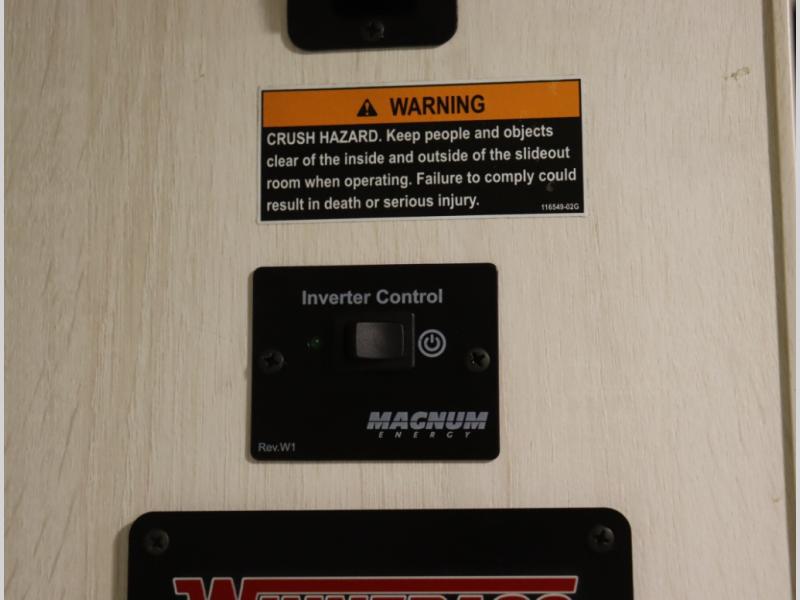 WARNING
CRUSH HAZARD. Keep people and objects
clear of the inside and outside of the slideout
room when operating. Failure to comply could
result in death or serious injury.
116549-02G
Inverter Control
MAGNUM
ENERGY
Rev.W1